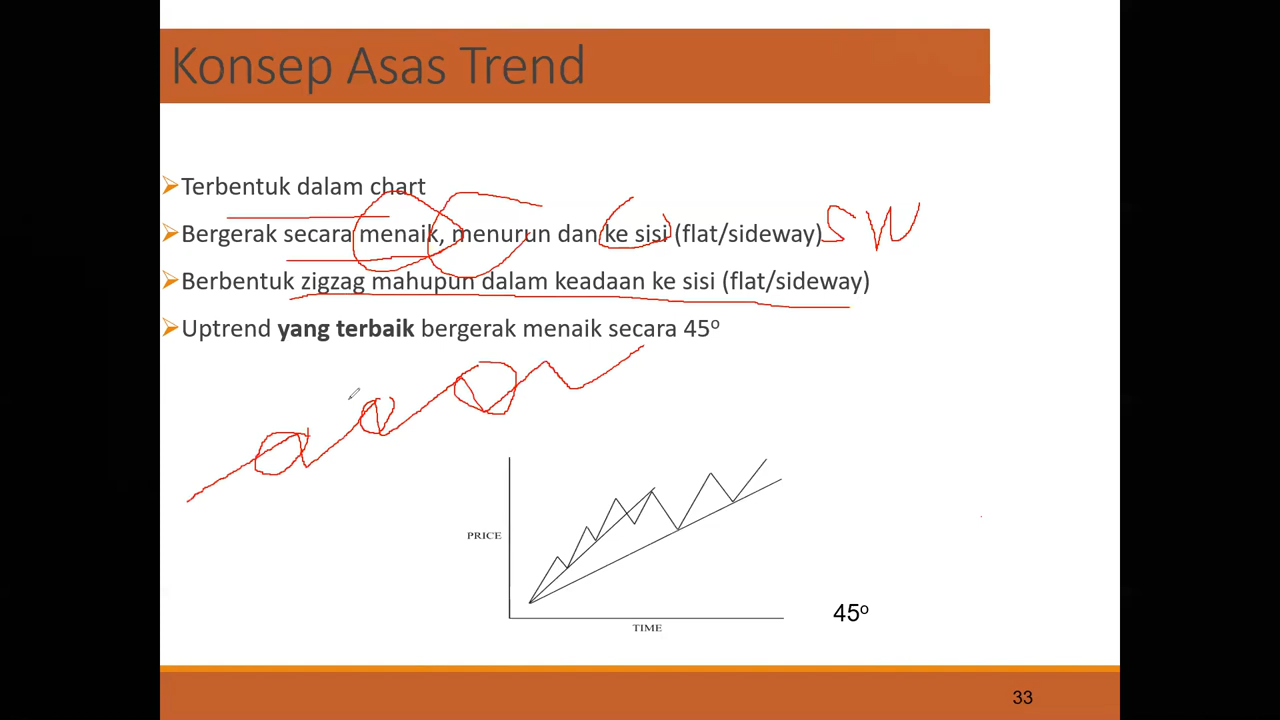 Konsep Asas Trend
Terbentuk dalam chart
Bergerak secara menaik, menurun dan ke sisi (flat/sideway) SW
Berbentuk zigzag mahupun dalam keadaan ke sisi (flat/sideway)
Uptrend yang terbaik bergerak menaik secara 45º
PRICE
TIME
45º
33